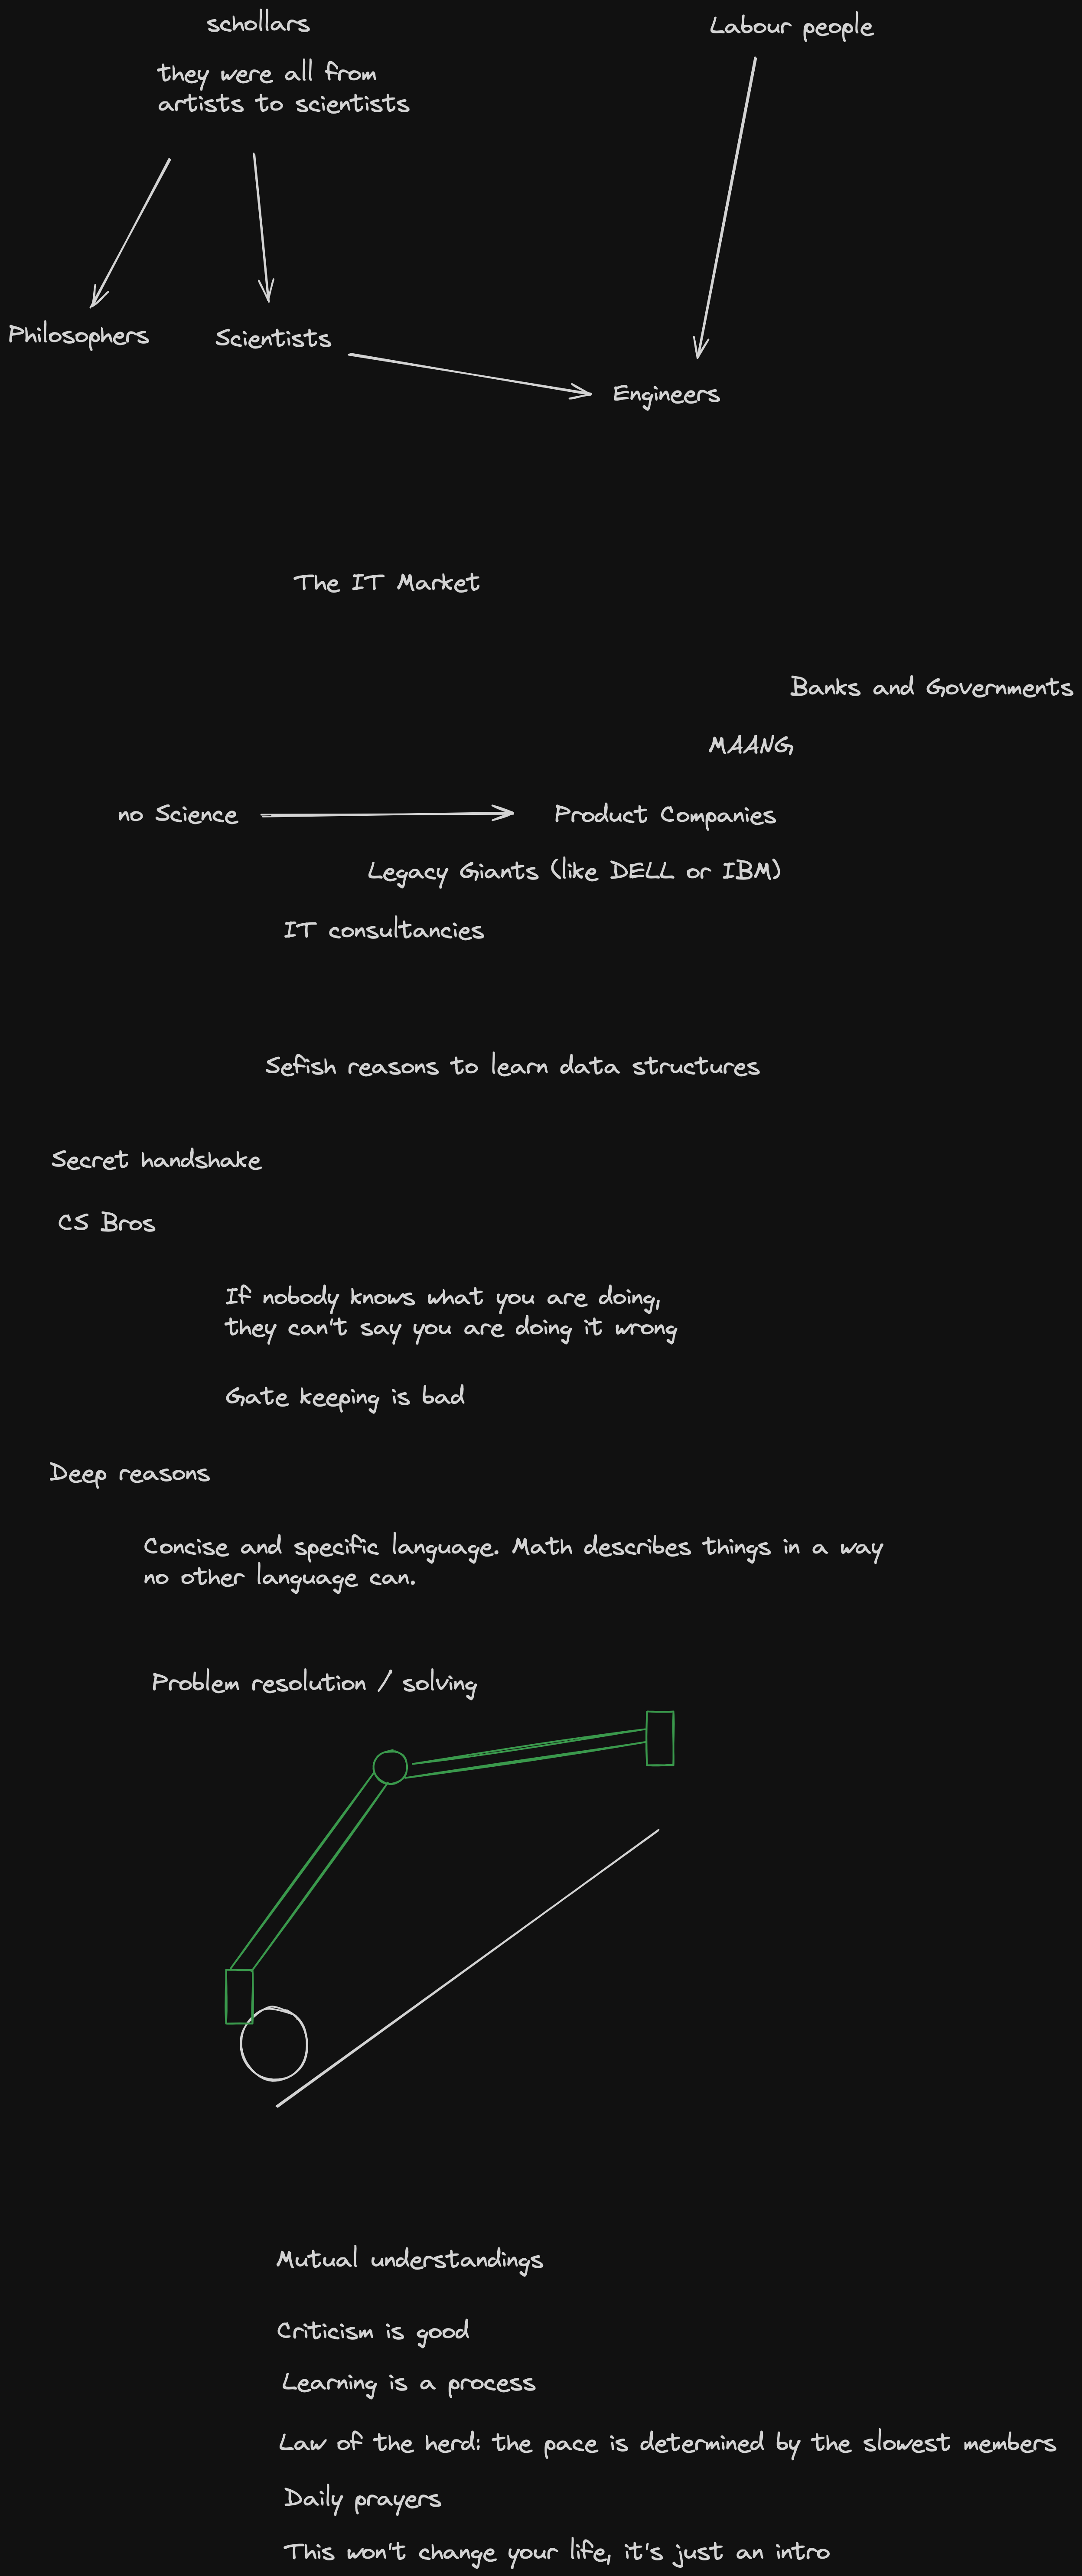 schollars
Labour people
they were all from
artists to scientists
Philosophers
Scientists
Engineers
The IT Market
Banks and Governments
MAANG
no Science
Product Companies
Legacy Giants (like DELL or IBM)
IT consultancies
Sefish reasons to learn data structures
Secret handshake
CS Bros
If nobody knows what you are doing,
they can't say you are doing it wrong
Gate keeping is bad
Deep reasons
Concise and specific language. Math describes things in a way
no other language can.
Problem resolution / solving
Mutual understandings
Criticism is good
Learning is a process
Law of the herd: the pace is determined by the slowest members
Daily prayers
This won't change your life, it's just an intro